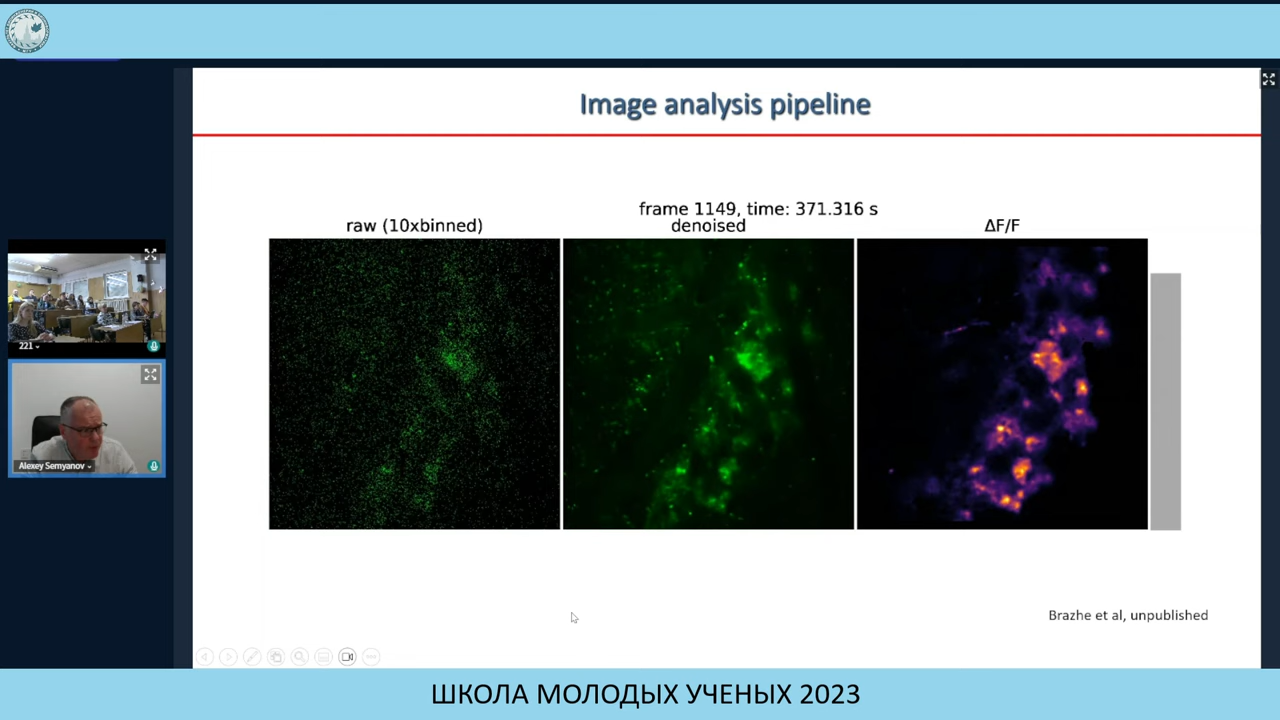 Image analysis pipeline
frame 1149, time: 371.316 s
raw (10xbinned)
denoised
ΔF/F
221
Alexey Semyanov
Brazhe et al, unpublished
ШКОЛА МОЛОДЫХ УЧЕНЫХ 2023